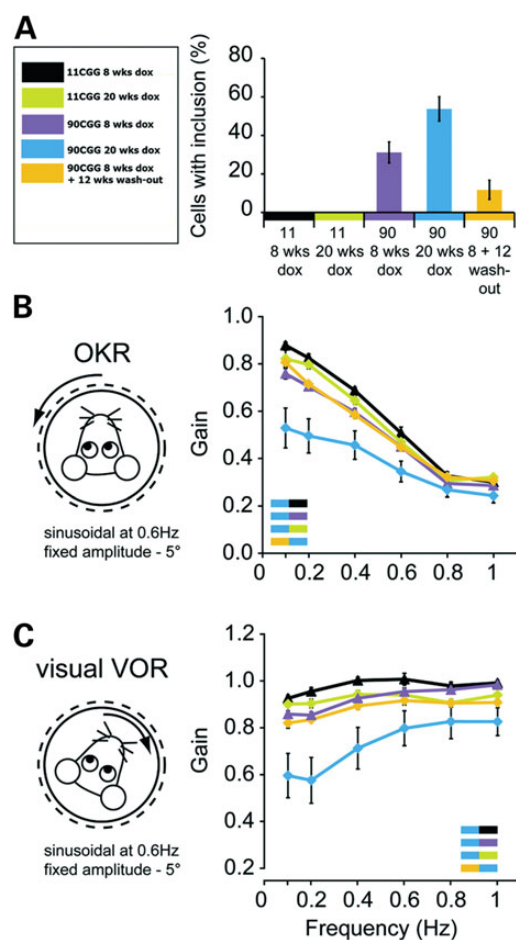 A
11CGG 8 wks dox
11CGG 20 wks dox
90CGG 8 wks dox
90CGG 20 wks dox
90CGG 8 wks dox
+ 12 wks wash-out
Cells with inclusion (%)
80
60
40
20
0
11 11 90 90 90
8 wks 20 wks 8 wks 20 wks 8 + 12
dox dox dox dox wash-
out
B
OKR
sinusoidal at 0.6Hz
fixed amplitude - 5°
Gain
1.0
0.8
0.6
0.4
0.2
0.0
0 0.2 0.4 0.6 0.8 1
C
visual VOR
sinusoidal at 0.6Hz
fixed amplitude - 5°
Gain
1.2
1.0
0.8
0.6
0.4
0.2
0 0.2 0.4 0.6 0.8 1
Frequency (Hz)